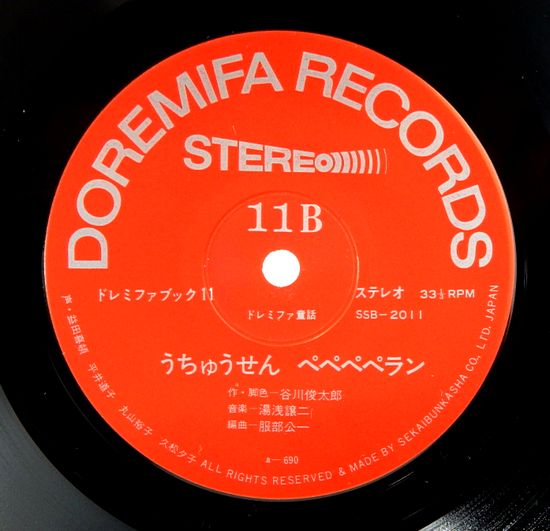 DOREMIFA RECORDS
STEREO
11B
ドレミファブック11
ドレミファ童話
ステレオ 33⅓RPM
SSB-2011
うちゅうせん ペペペペラン
作・脚色─谷川俊太郎
音楽─湯浅譲二
編曲─服部公一
a─690
声・益田喜頓 平井道子 丸山裕子 久松夕子
ALL RIGHTS RESERVED & MADE BY SEKAIBUNKASHA CO., LTD. JAPAN